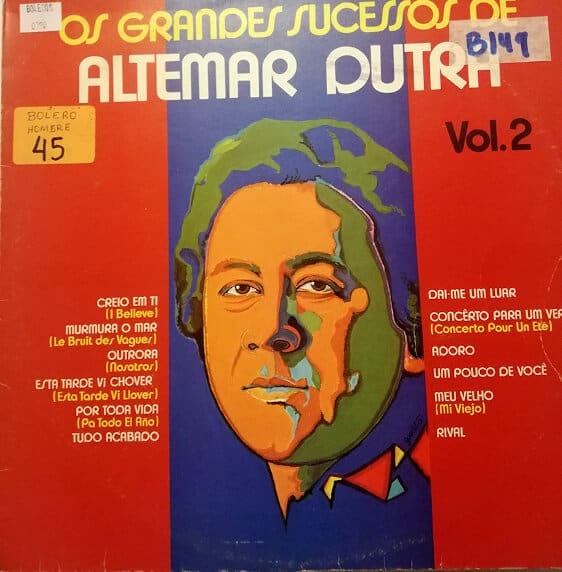 OS GRANDES SUCESSOS DE
ALTEMAR DUTRA
Vol. 2
B149
BOLERO
HOMBRE
45
CREIO EM TI
(I Believe)
MURMURA O MAR
(Le Bruit des Vagues)
OUTRORA
(Nosotros)
ESTA TARDE VI CHOVER
(Esta Tarde Vi Llover)
POR TODA VIDA
(Pa Todo El Año)
TUDO ACABADO
DAI-ME UM LUAR
CONCÊRTO PARA UM VER
(Concerto Pour Un Eté)
ADORO
UM POUCO DE VOCÊ
MEU VELHO
(Mi Viejo)
RIVAL